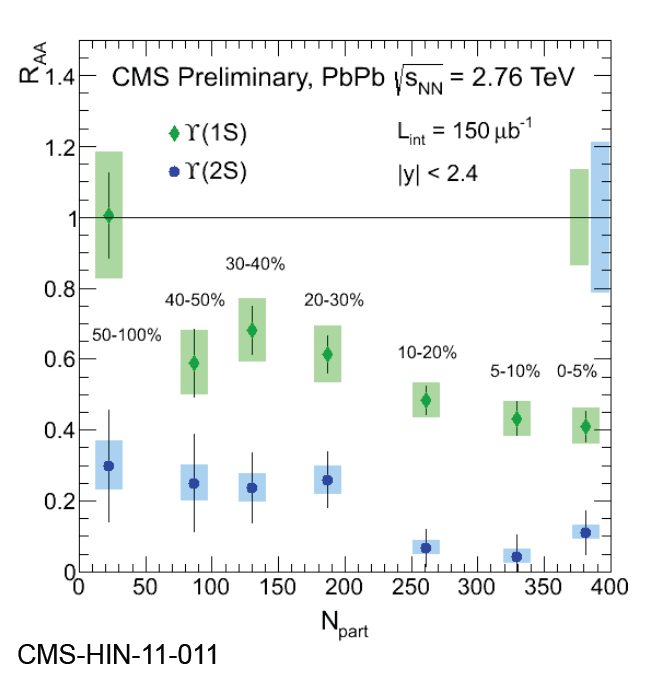 R_AA
CMS Preliminary, PbPb √s_NN = 2.76 TeV
ϒ(1S)
L_int = 150 μb⁻¹
ϒ(2S)
|y| < 2.4
1.4
1.2
1
0.8
0.6
0.4
0.2
0
50-100%
40-50%
30-40%
20-30%
10-20%
5-10%
0-5%
0 50 100 150 200 250 300 350 400
N_part
CMS-HIN-11-011